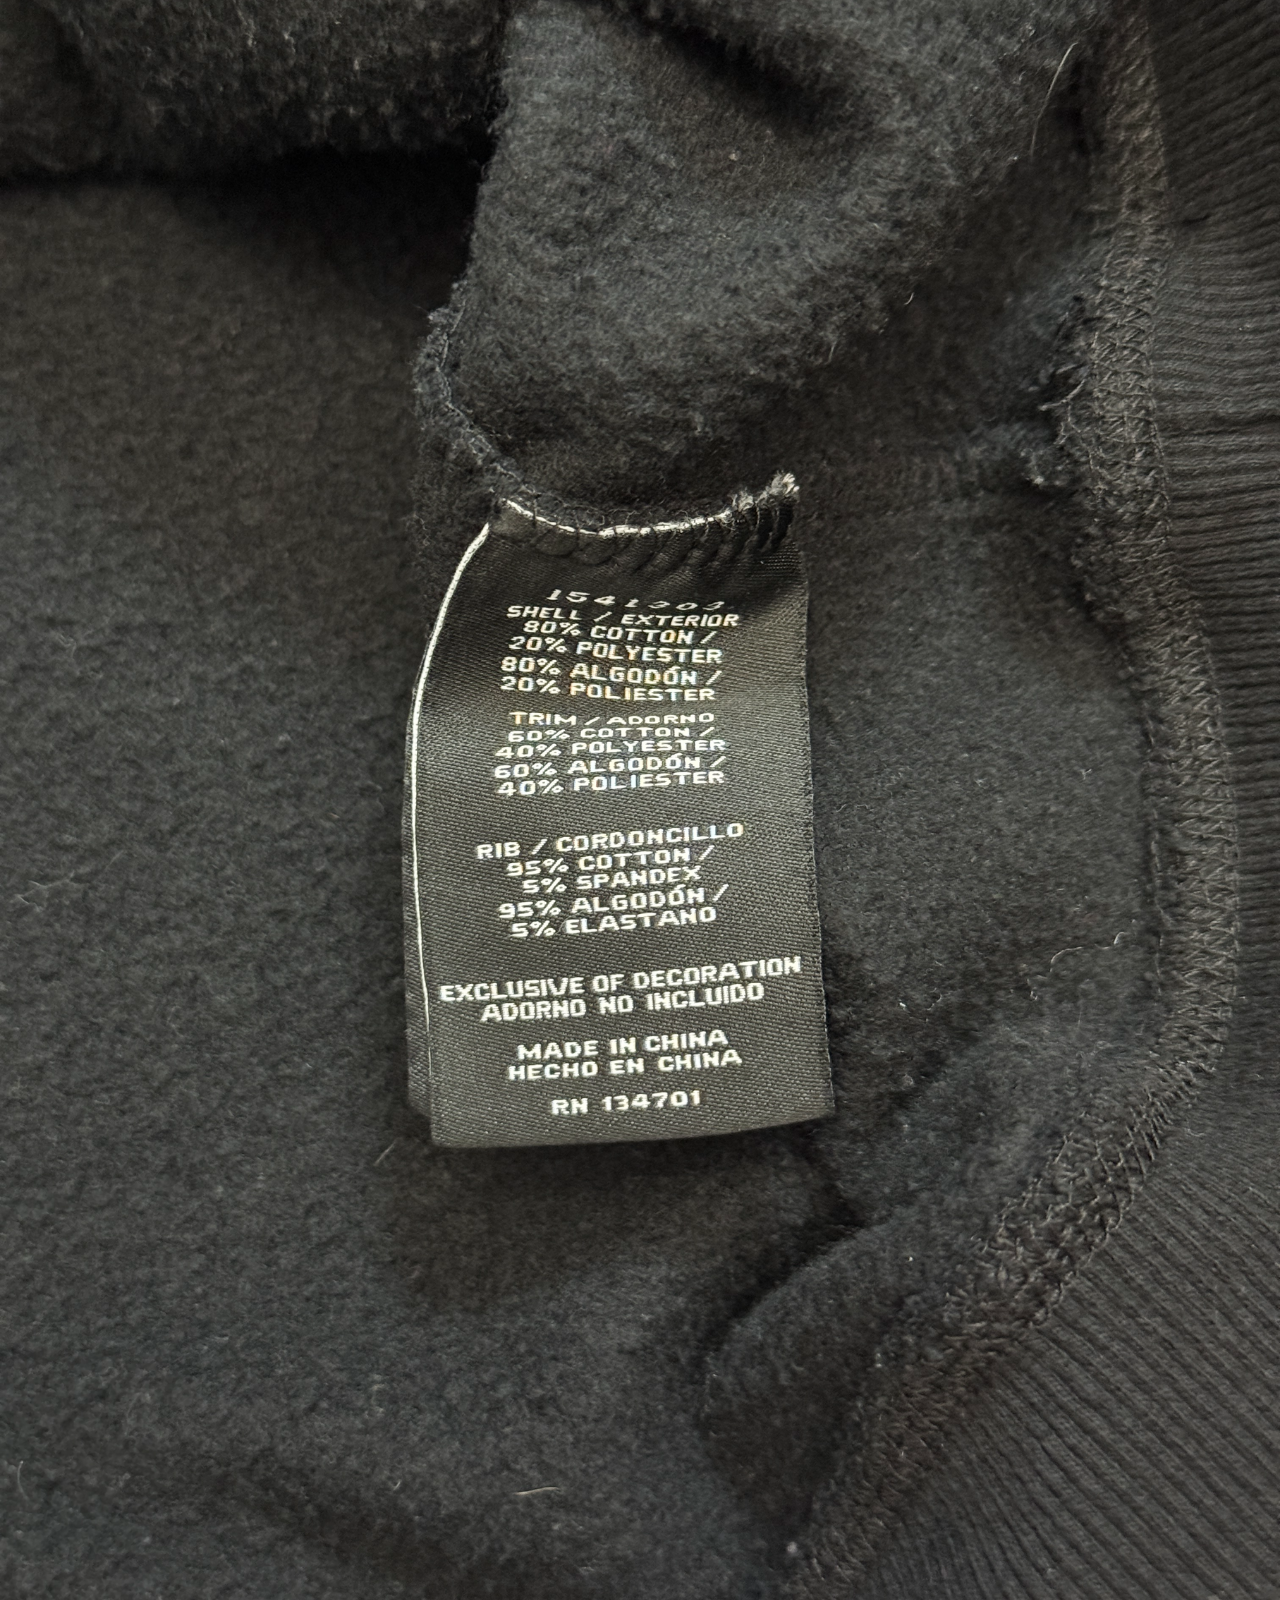 1541303
SHELL / EXTERIOR
80% COTTON /
20% POLYESTER
80% ALGODÓN /
20% POLIESTER
TRIM / ADORNO
60% COTTON /
40% POLYESTER
60% ALGODÓN /
40% POLIESTER
RIB / CORDONCILLO
95% COTTON /
5% SPANDEX
95% ALGODÓN /
5% ELASTANO
EXCLUSIVE OF DECORATION
ADORNO NO INCLUIDO
MADE IN CHINA
HECHO EN CHINA
RN 134701